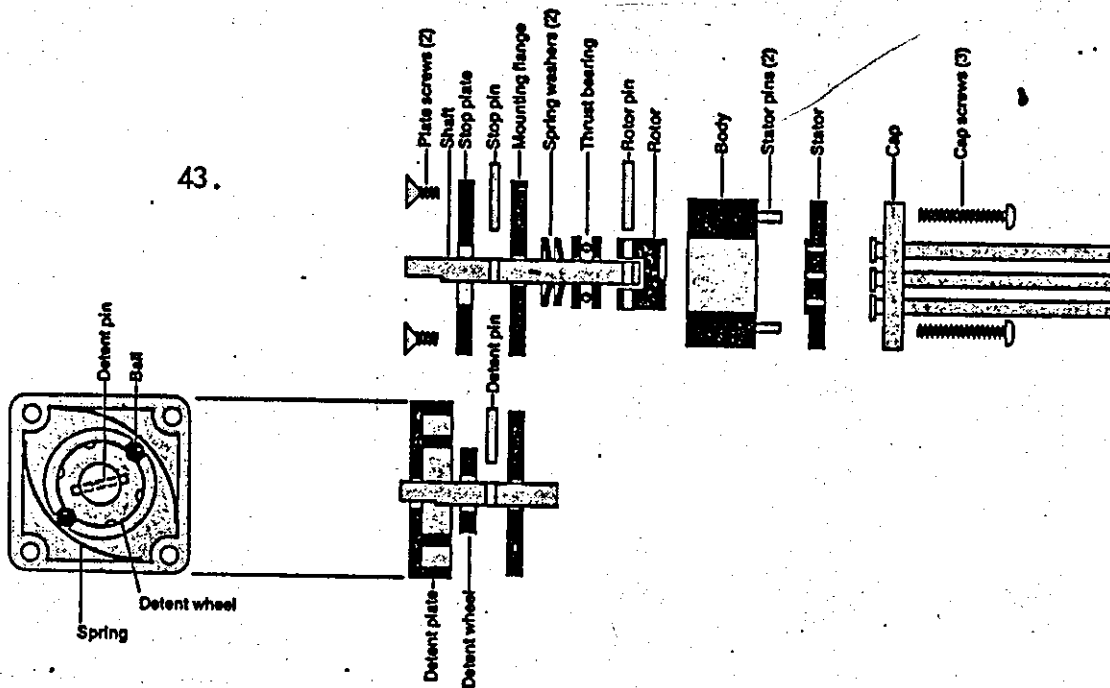 43.
Plate screws (2)
Shaft
Stop plate
Stop pin
Mounting flange
Spring washers (2)
Thrust bearing
Rotor pin
Rotor
Body
Stator pins (2)
Stator
Cap
Cap screws (3)
Detent pin
Ball
Detent wheel
Spring
Detent pin
Detent plate
Detent wheel